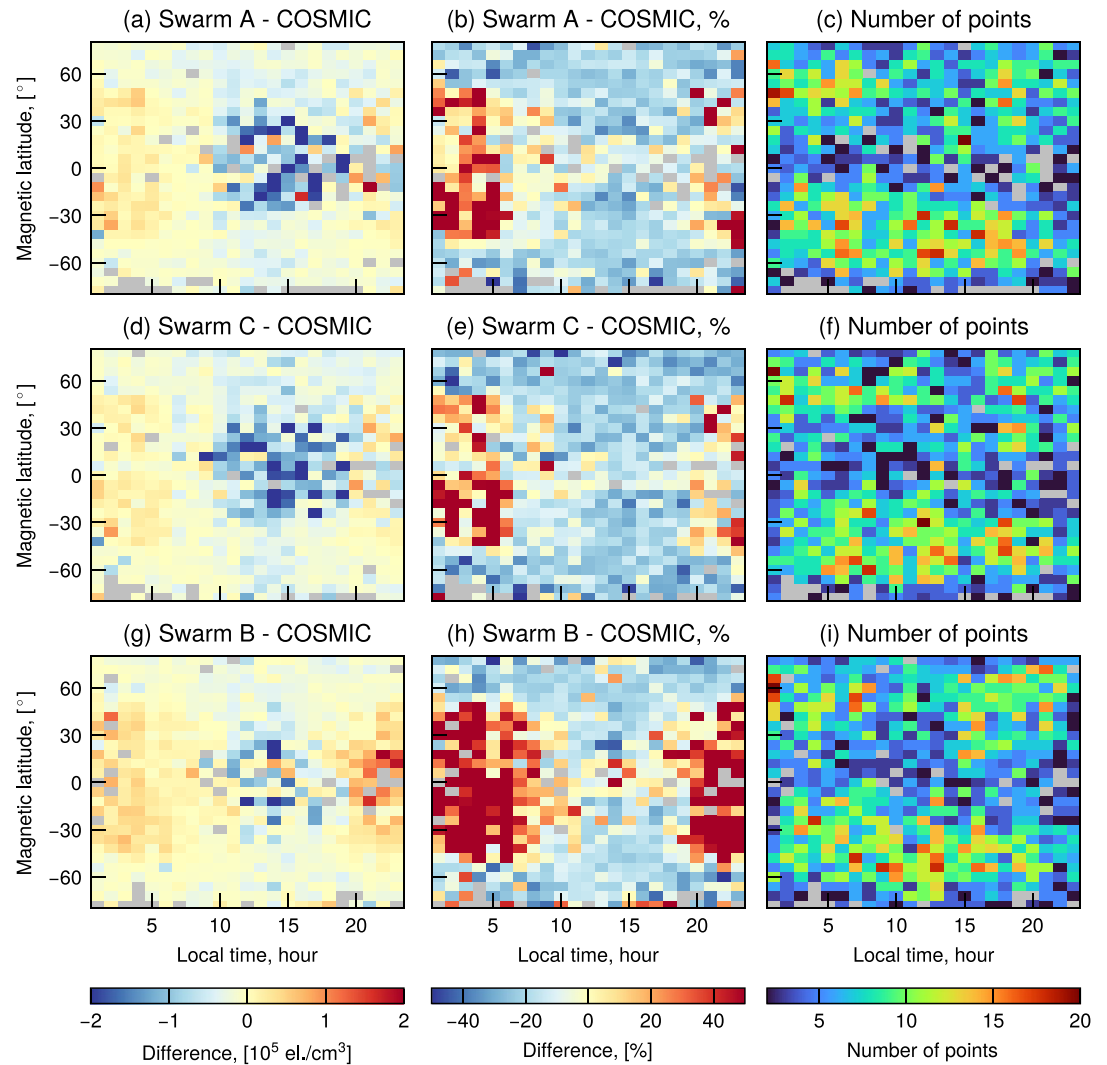 (a) Swarm A - COSMIC
(b) Swarm A - COSMIC, %
(c) Number of points
Magnetic latitude, [°]
60
30
0
−30
−60
(d) Swarm C - COSMIC
(e) Swarm C - COSMIC, %
(f) Number of points
Magnetic latitude, [°]
60
30
0
−30
−60
(g) Swarm B - COSMIC
(h) Swarm B - COSMIC, %
(i) Number of points
Magnetic latitude, [°]
60
30
0
−30
−60
5 10 15 20
5 10 15 20
5 10 15 20
Local time, hour
Local time, hour
Local time, hour
−2 −1 0 1 2
−40 −20 0 20 40
5 10 15 20
Difference, [10⁵ el./cm³]
Difference, [%]
Number of points